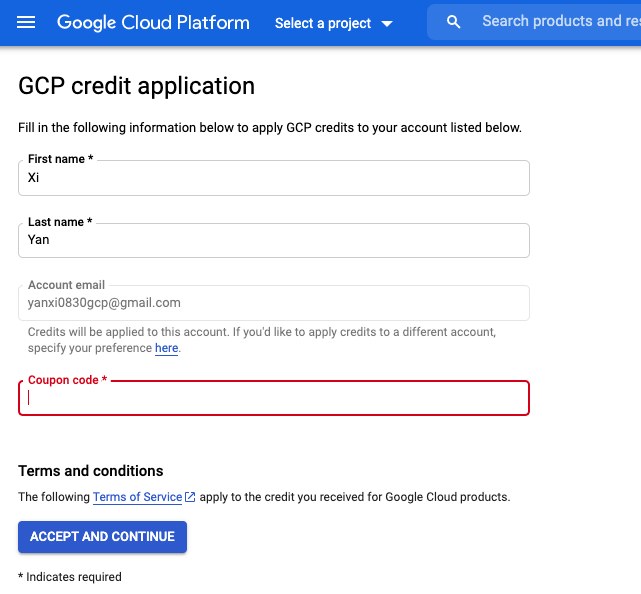 Google Cloud Platform Select a project Search products and res
GCP credit application
Fill in the following information below to apply GCP credits to your account listed below.
First name *
Xi
Last name *
Yan
Account email
yanxi0830gcp@gmail.com
Credits will be applied to this account. If you'd like to apply credits to a different account,
specify your preference here.
Coupon code *
Terms and conditions
The following Terms of Service apply to the credit you received for Google Cloud products.
ACCEPT AND CONTINUE
* Indicates required